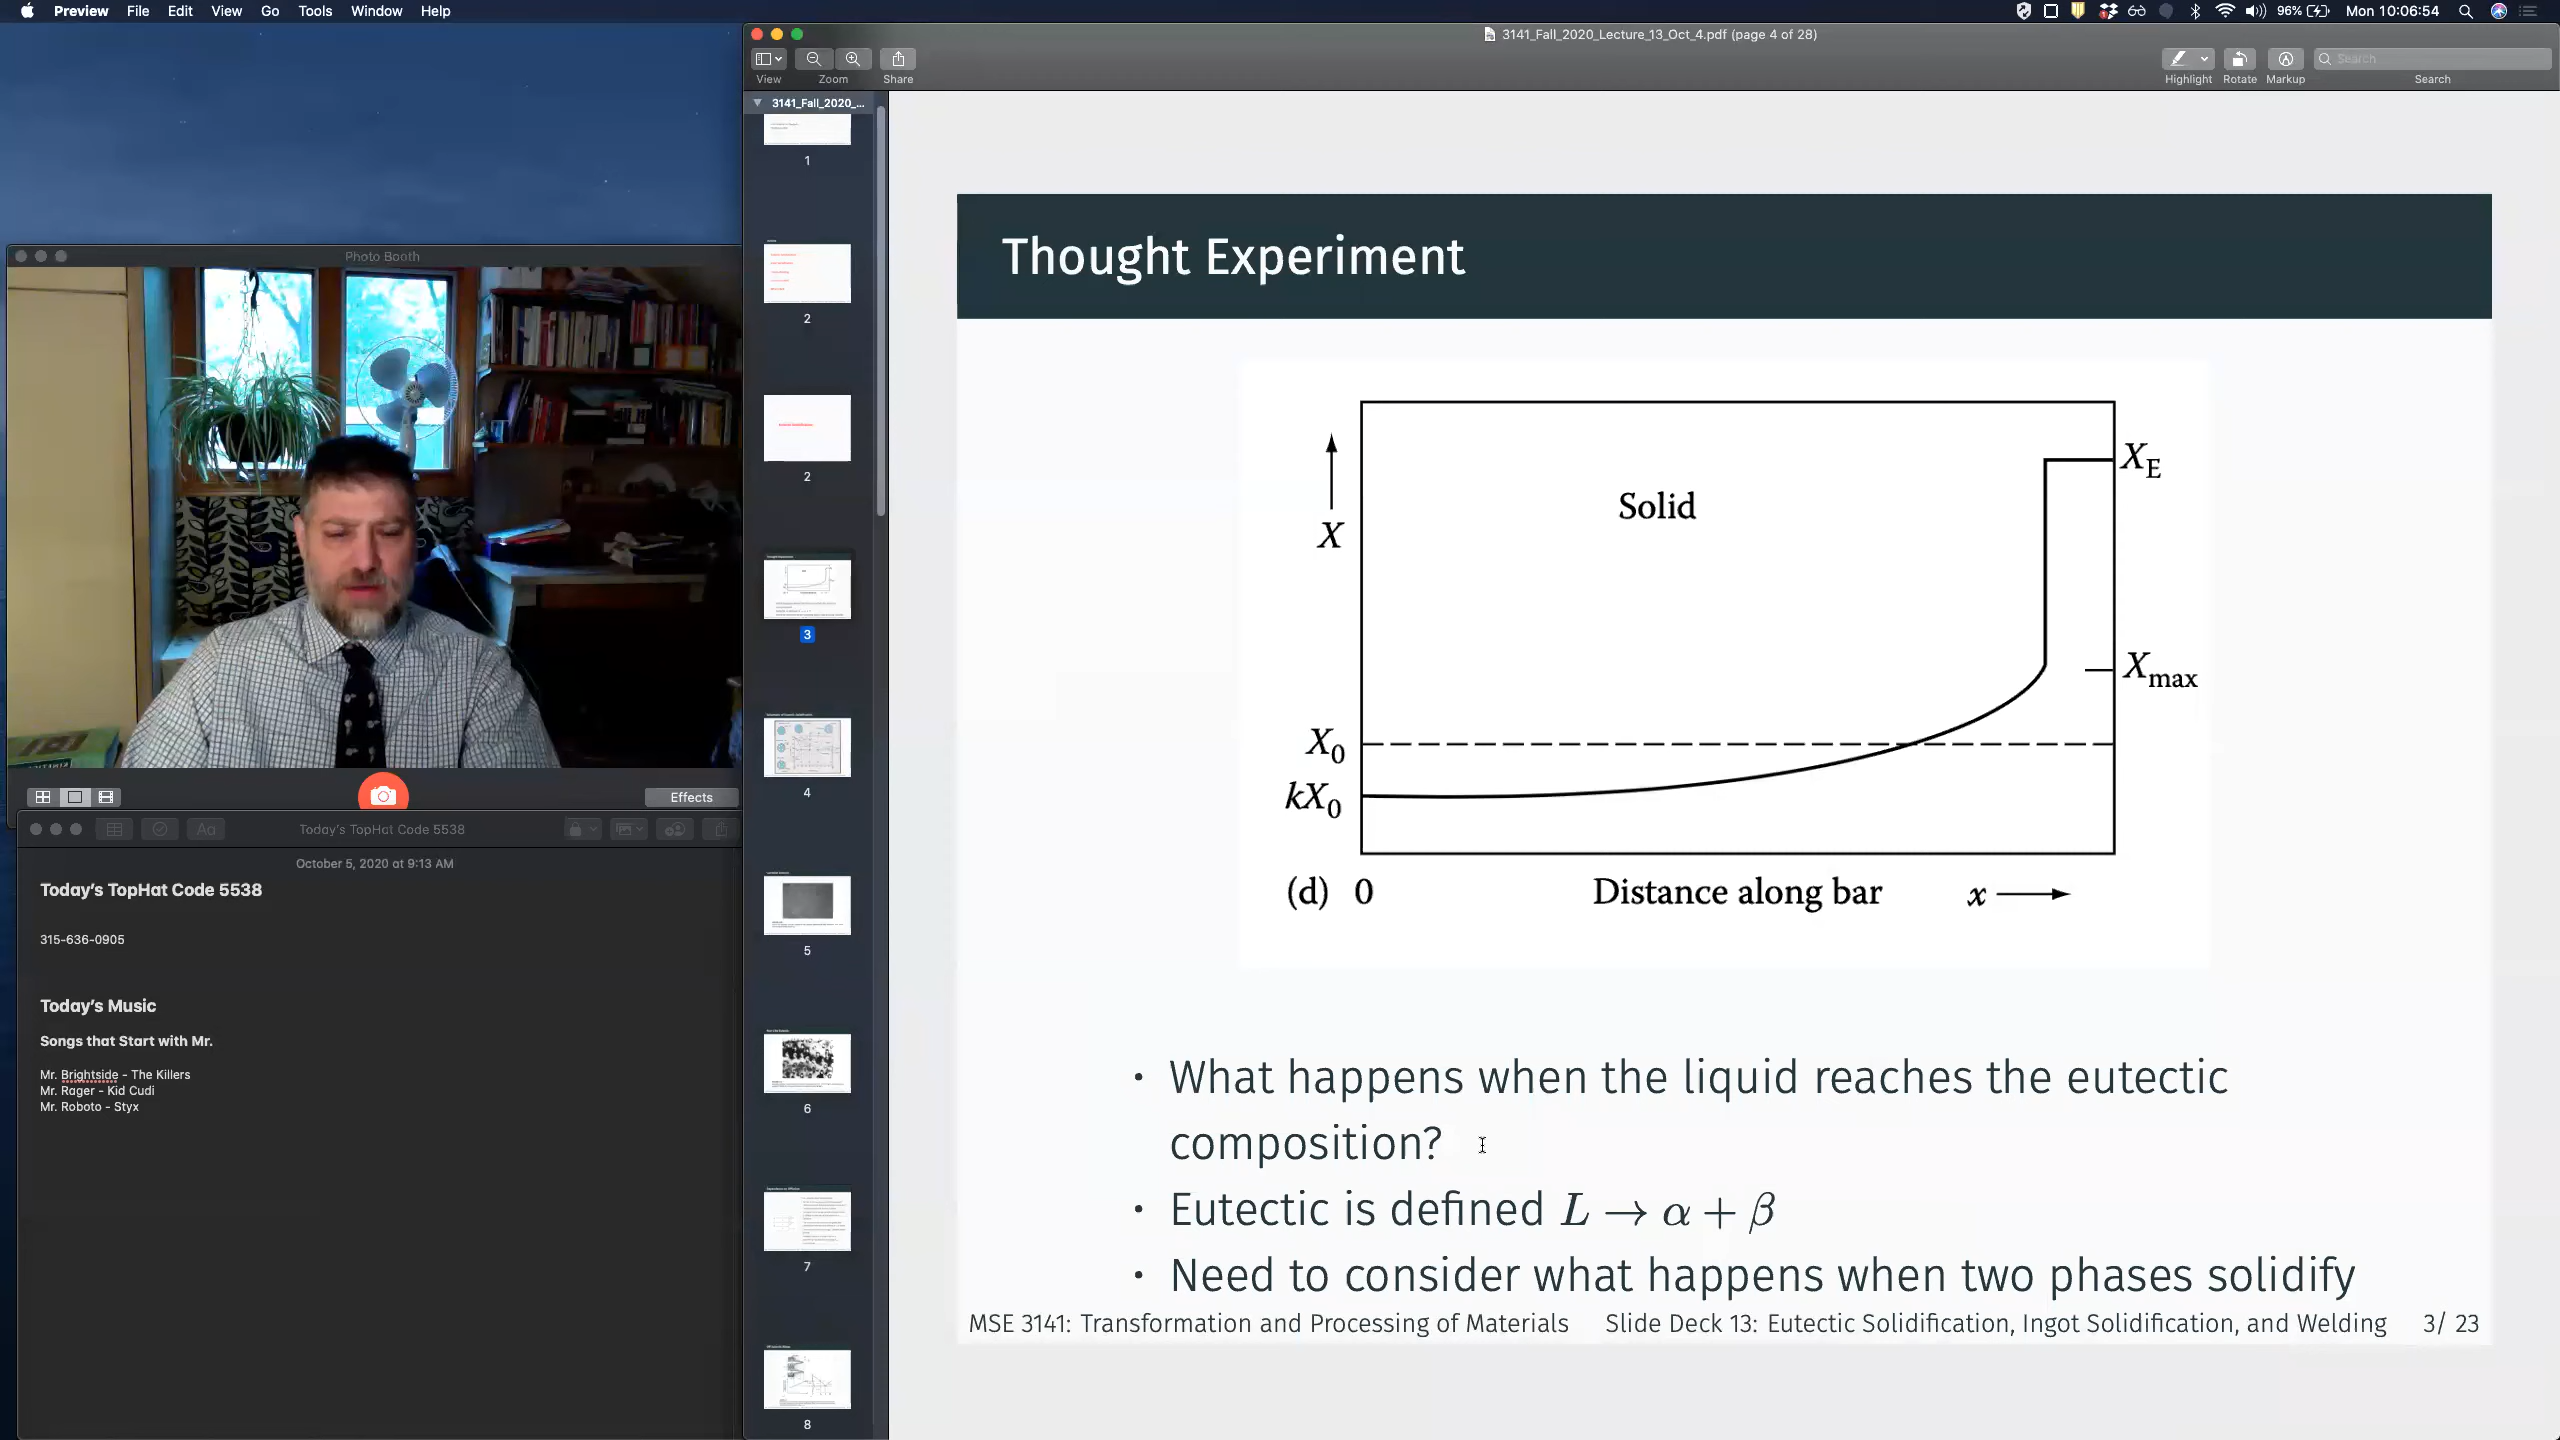 Preview File Edit View Go Tools Window Help
96% Mon 10:06:54
3141_Fall_2020_Lecture_13_Oct_4.pdf (page 4 of 28)
View Zoom Share
Search
Highlight Rotate Markup Search
3141_Fall_2020_...
1
2
2
3
4
5
6
7
8
Photo Booth
Effects
Aa
Today's TopHat Code 5538
October 5, 2020 at 9:13 AM
Today's TopHat Code 5538
315-636-0905
Today's Music
Songs that Start with Mr.
Mr. Brightside - The Killers
Mr. Rager - Kid Cudi
Mr. Roboto - Styx
Thought Experiment
X_E
Solid
X
X_max
X_0
kX_0
(d) 0 Distance along bar x
• What happens when the liquid reaches the eutectic
composition?
• Eutectic is defined L → α + β
• Need to consider what happens when two phases solidify
MSE 3141: Transformation and Processing of Materials Slide Deck 13: Eutectic Solidification, Ingot Solidification, and Welding 3/ 23